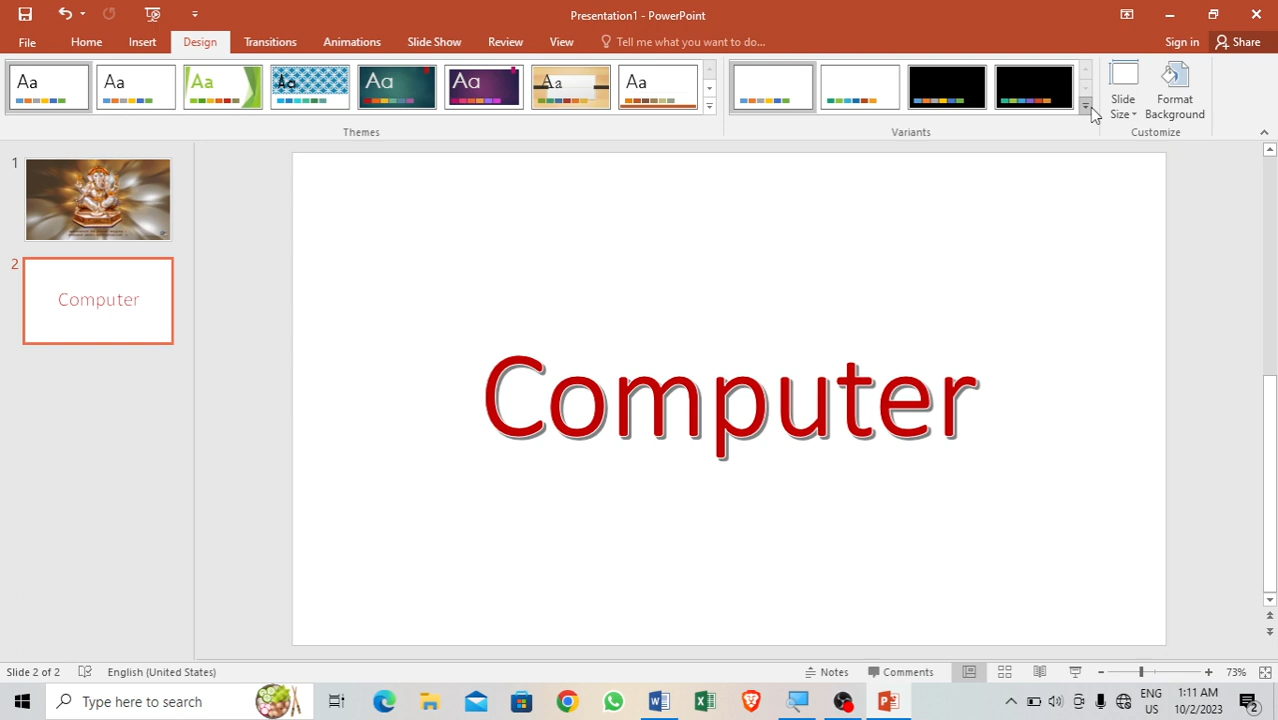 Presentation1 - PowerPoint
File Home Insert Design Transitions Animations Slide Show Review View Tell me what you want to do... Sign in Share
Aa Aa Aa Aa Aa Aa Aa Aa
Slide Size
Format Background
Themes Variants Customize
1
2
Computer
Computer
Slide 2 of 2 English (United States) Notes Comments 73%
Type here to search
ENG
US
1:11 AM
10/2/2023
2